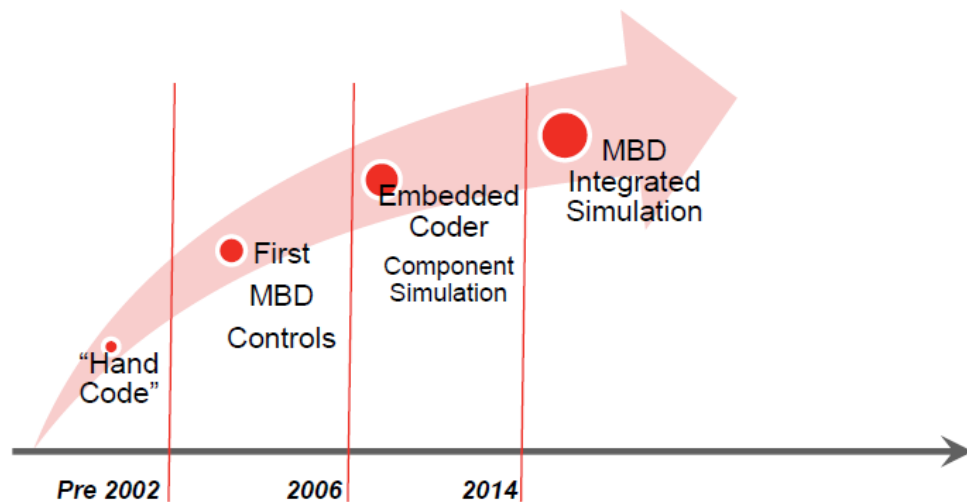 MBD
Integrated
Simulation
Embedded
Coder
Component
Simulation
First
MBD
Controls
“Hand
Code”
Pre 2002
2006
2014